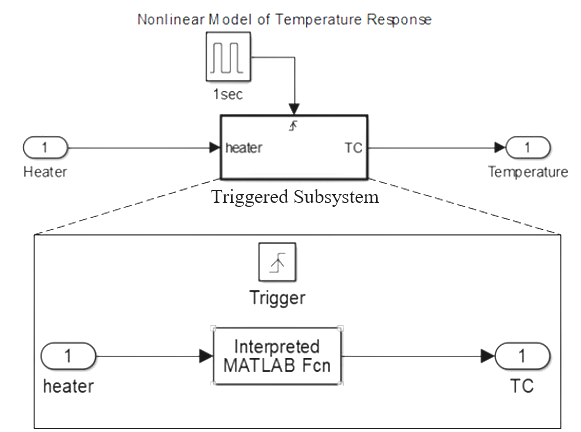 Nonlinear Model of Temperature Response
1sec
heater TC
1 1
Heater Temperature
Triggered Subsystem
Trigger
1 Interpreted 1
MATLAB Fcn
heater TC